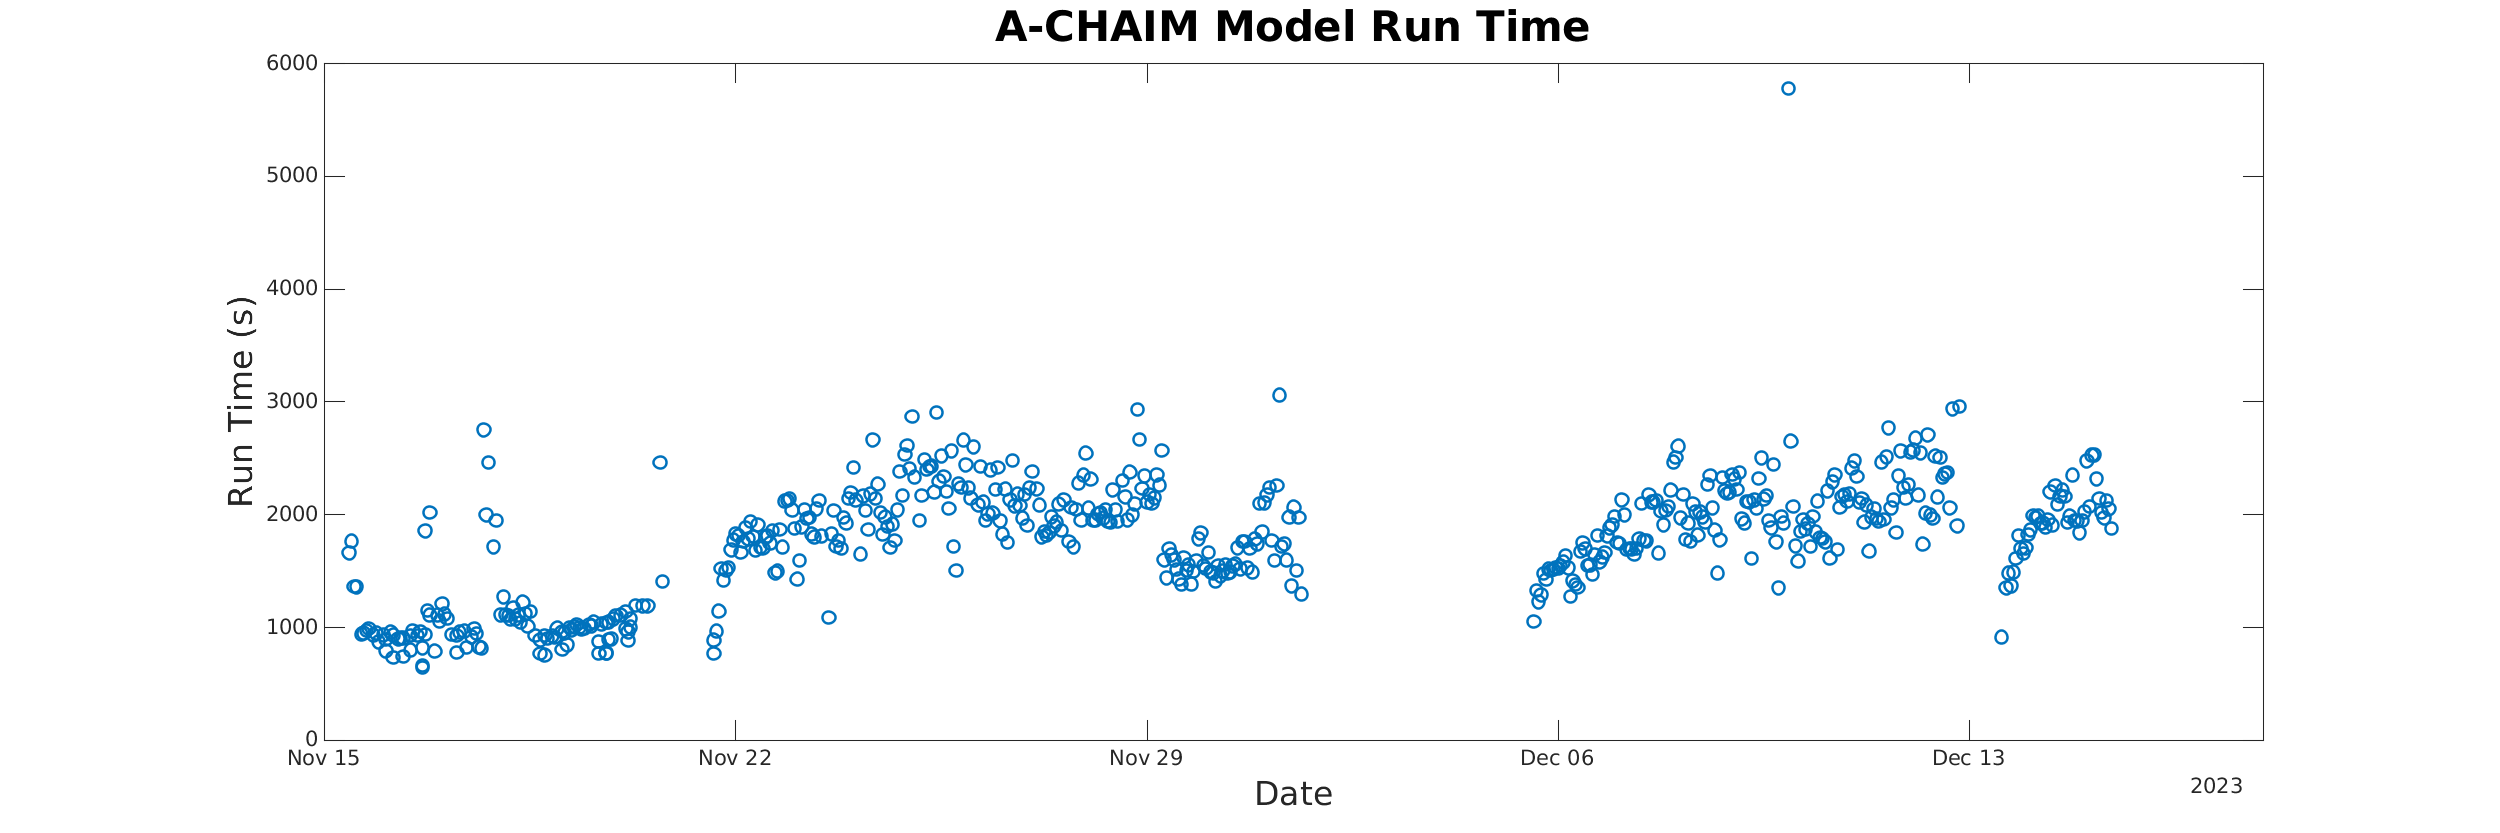 A-CHAIM Model Run Time
6000
5000
4000
3000
2000
1000
0
Run Time (s)
Nov 15
Nov 22
Nov 29
Dec 06
Dec 13
2023
Date